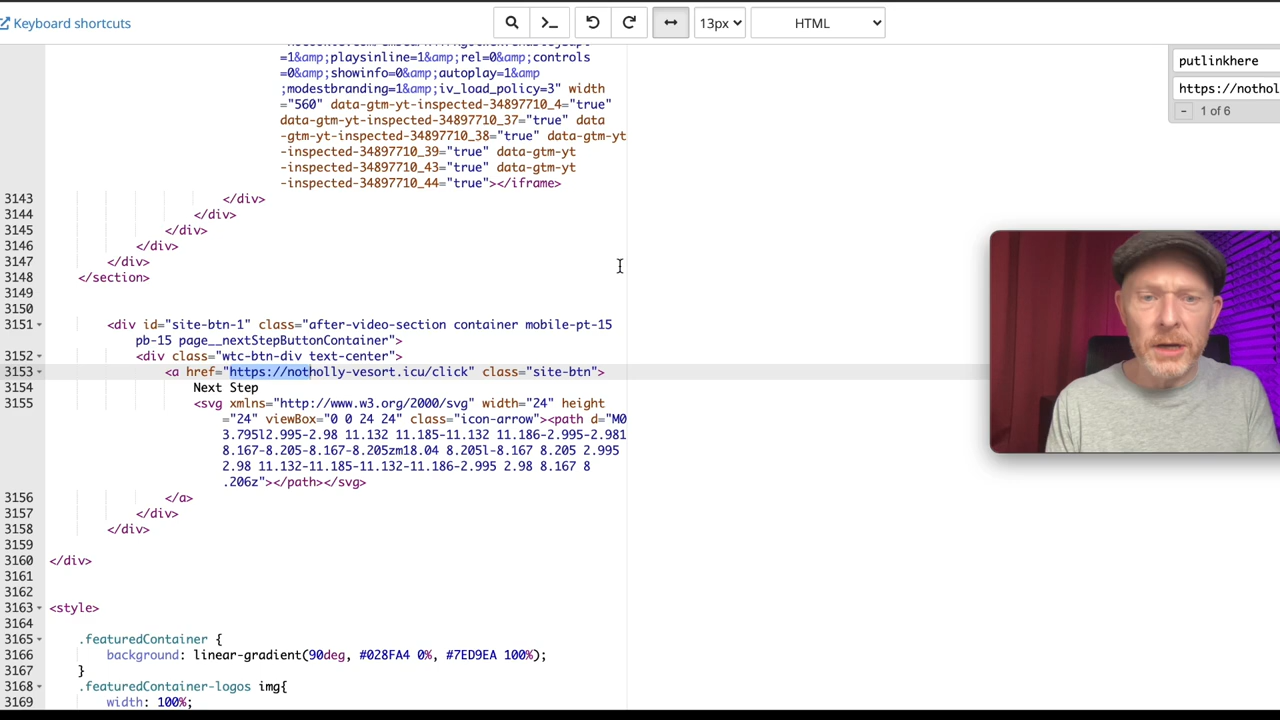 Keyboard shortcuts
13px
HTML
=1&amp;playsinline=1&amp;rel=0&amp;controls
=0&amp;showinfo=0&amp;autoplay=1&amp
;modestbranding=1&amp;iv_load_policy=3" width
="560" data-gtm-yt-inspected-34897710_4="true"
data-gtm-yt-inspected-34897710_37="true" data
-gtm-yt-inspected-34897710_38="true" data-gtm-yt
-inspected-34897710_39="true" data-gtm-yt
-inspected-34897710_43="true" data-gtm-yt
-inspected-34897710_44="true"></iframe>
3143 </div>
3144 </div>
3145 </div>
3146 </div>
3147 </div>
3148 </section>
3149
3150
3151 <div id="site-btn-1" class="after-video-section container mobile-pt-15
pb-15 page__nextStepButtonContainer">
3152 <div class="wtc-btn-div text-center">
3153 <a href="https://notholly-vesort.icu/click" class="site-btn">
3154 Next Step
3155 <svg xmlns="http://www.w3.org/2000/svg" width="24" height
="24" viewBox="0 0 24 24" class="icon-arrow"><path d="M0
3.795l2.995-2.98 11.132 11.185-11.132 11.186-2.995-2.981
8.167-8.205-8.167-8.205zm18.04 8.205l-8.167 8.205 2.995
2.98 11.132-11.185-11.132-11.186-2.995 2.98 8.167 8
.206z"></path></svg>
3156 </a>
3157 </div>
3158 </div>
3159
3160 </div>
3161
3162
3163 <style>
3164
3165 .featuredContainer {
3166 background: linear-gradient(90deg, #028FA4 0%, #7ED9EA 100%);
3167 }
3168 .featuredContainer-logos img{
3169 width: 100%;
putlinkhere
https://nothol
- 1 of 6